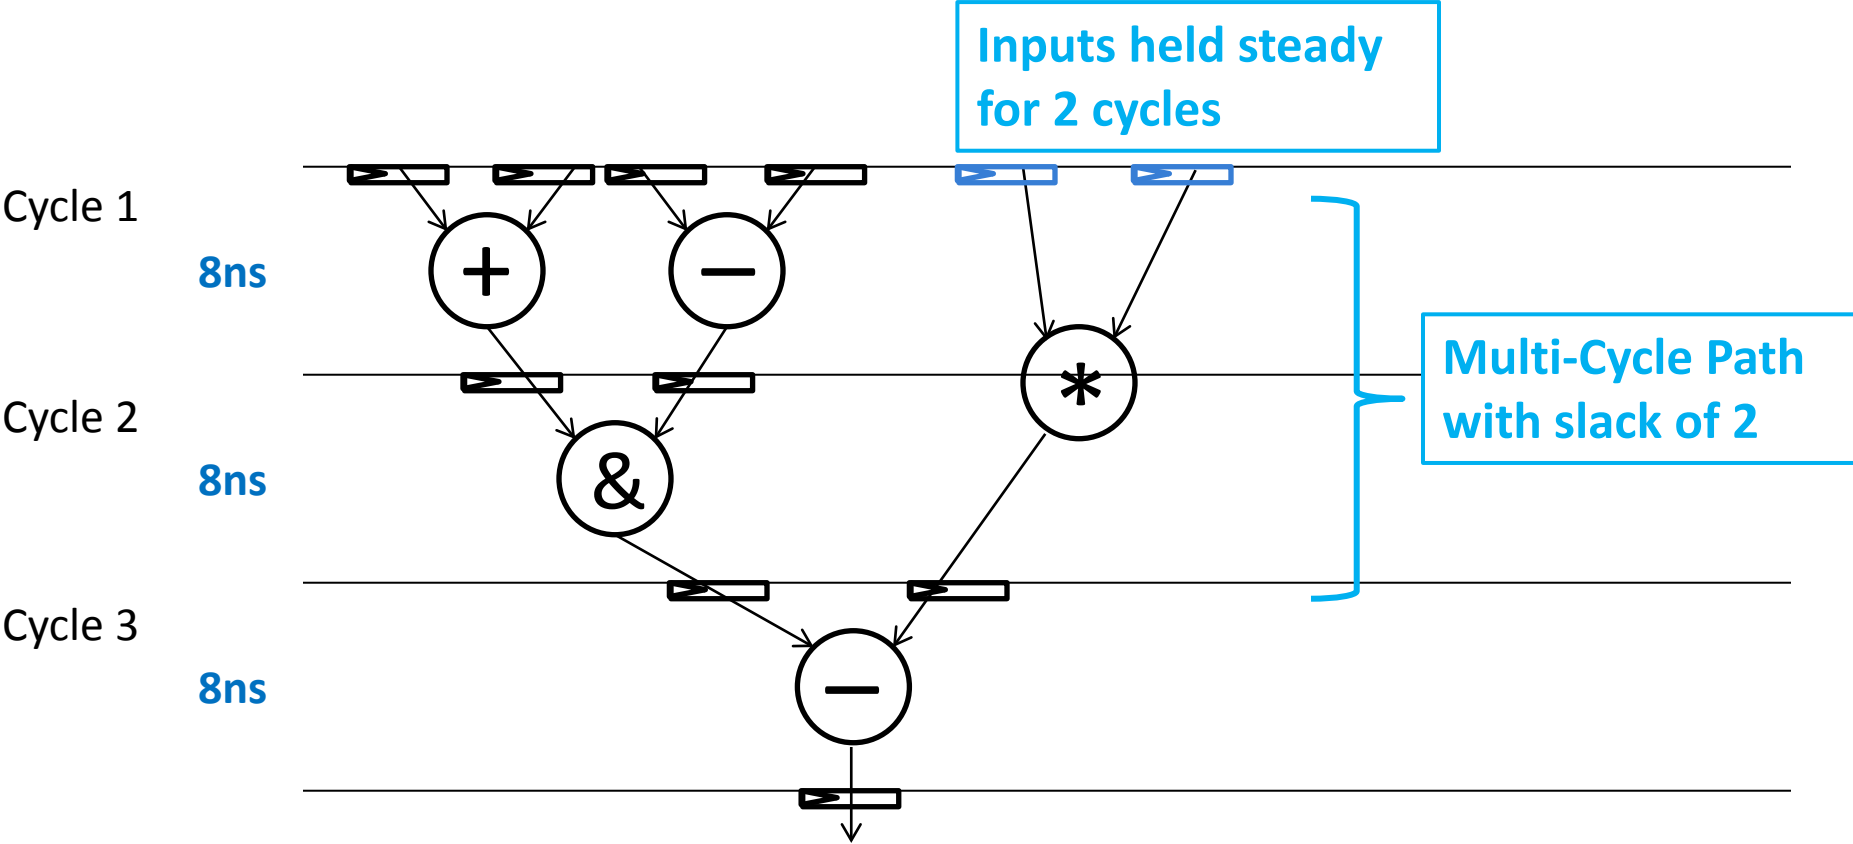 Inputs held steady
for 2 cycles
Cycle 1
8ns
+
−
*
Multi-Cycle Path
with slack of 2
Cycle 2
8ns
&
Cycle 3
8ns
−